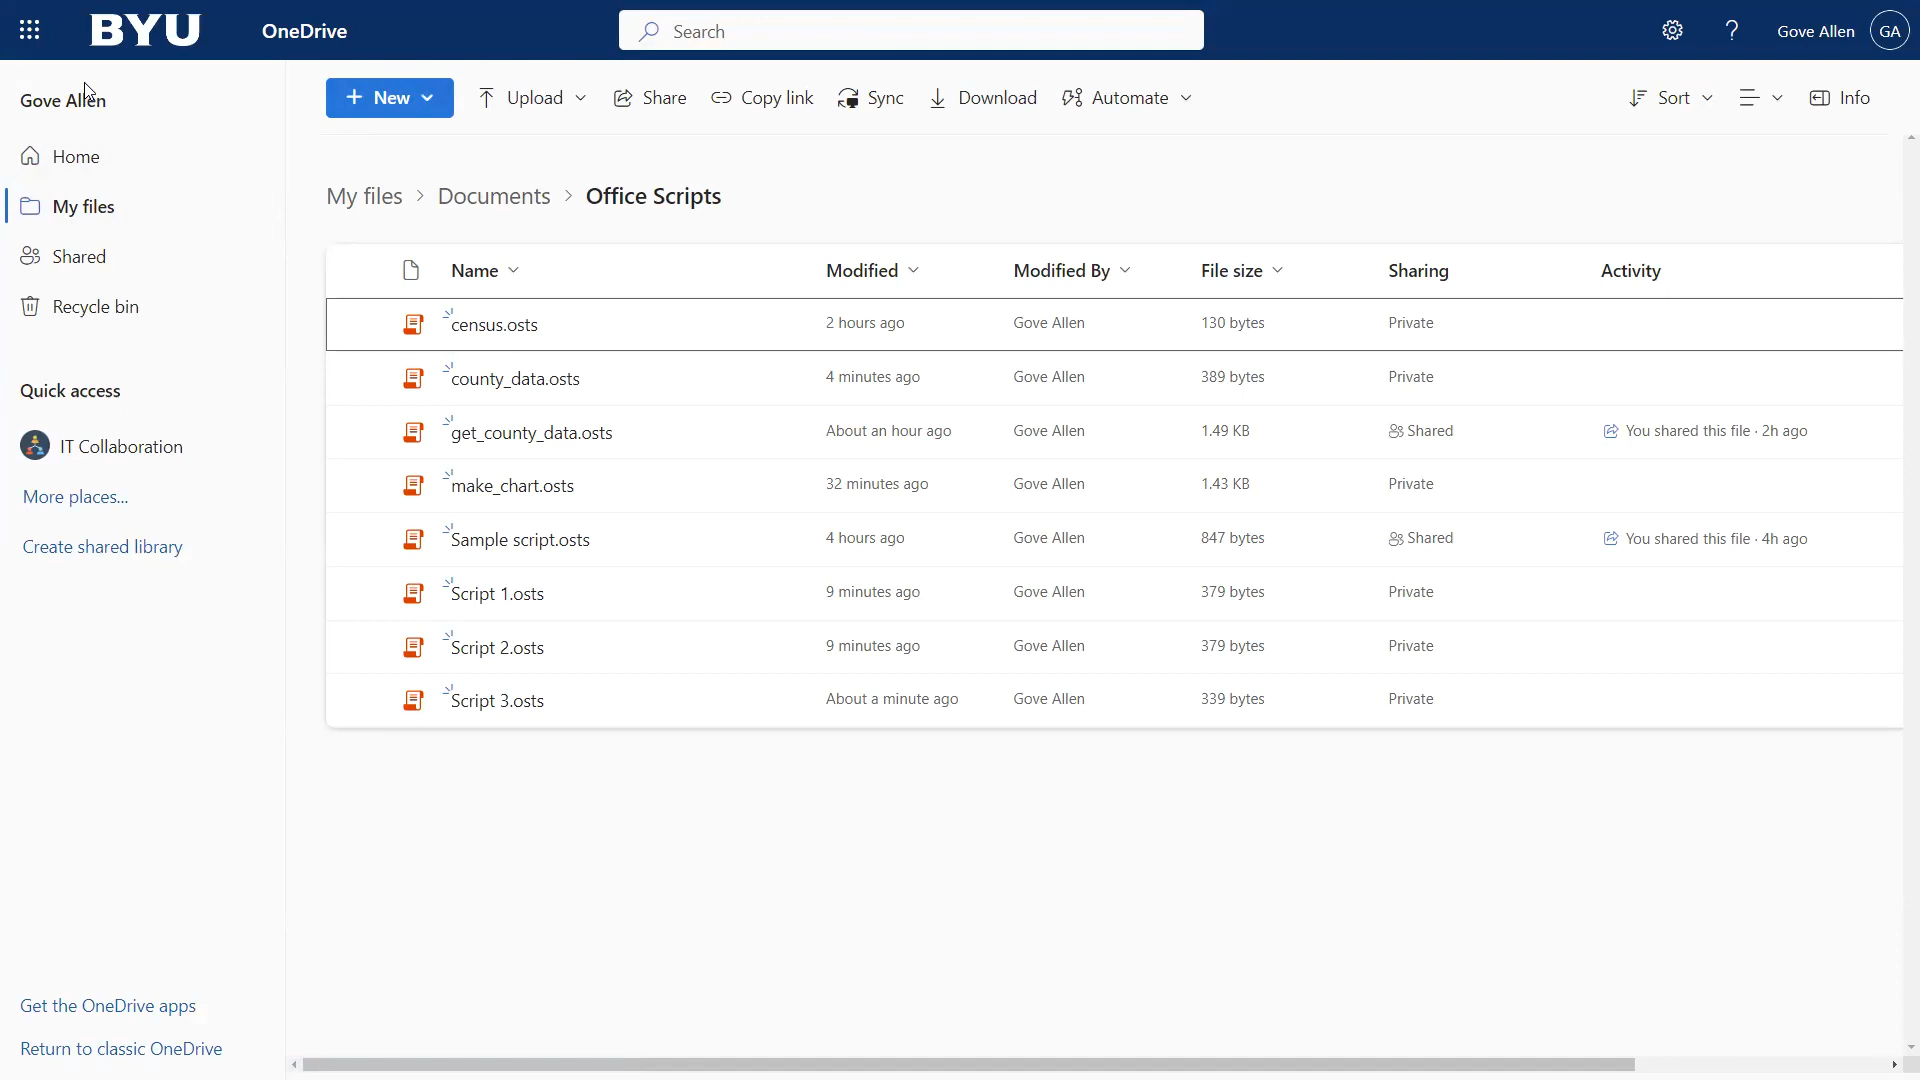 BYU OneDrive Search ? Gove Allen GA
Gove Allen
Home
My files
Shared
Recycle bin
Quick access
IT Collaboration
More places...
Create shared library
Get the OneDrive apps
Return to classic OneDrive
+ New Upload Share Copy link Sync Download Automate Sort Info
My files > Documents > Office Scripts
Name Modified Modified By File size Sharing Activity
census.osts 2 hours ago Gove Allen 130 bytes Private
county_data.osts 4 minutes ago Gove Allen 389 bytes Private
get_county_data.osts About an hour ago Gove Allen 1.49 KB Shared You shared this file · 2h ago
make_chart.osts 32 minutes ago Gove Allen 1.43 KB Private
Sample script.osts 4 hours ago Gove Allen 847 bytes Shared You shared this file · 4h ago
Script 1.osts 9 minutes ago Gove Allen 379 bytes Private
Script 2.osts 9 minutes ago Gove Allen 379 bytes Private
Script 3.osts About a minute ago Gove Allen 339 bytes Private